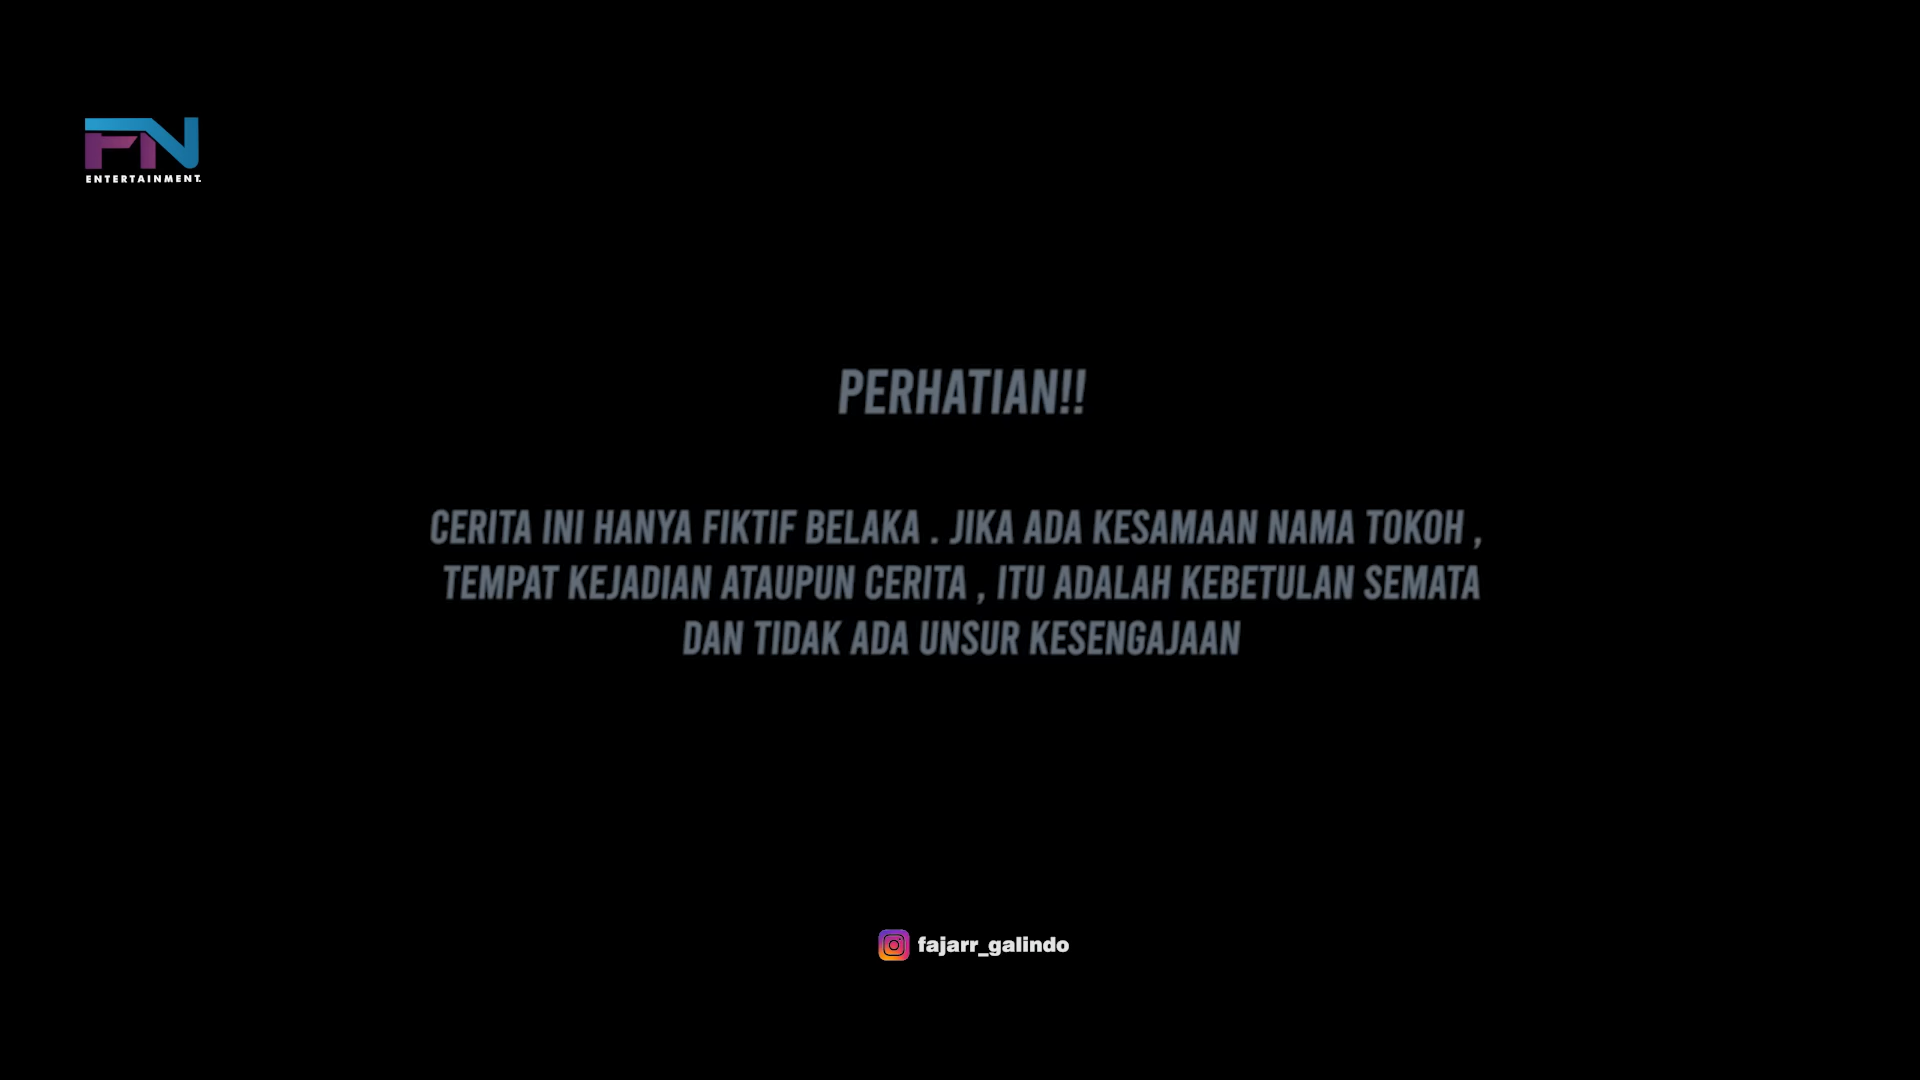 FN
ENTERTAINMENT.
PERHATIAN!!
CERITA INI HANYA FIKTIF BELAKA . JIKA ADA KESAMAAN NAMA TOKOH ,
TEMPAT KEJADIAN ATAUPUN CERITA , ITU ADALAH KEBETULAN SEMATA
DAN TIDAK ADA UNSUR KESENGAJAAN
fajarr_galindo